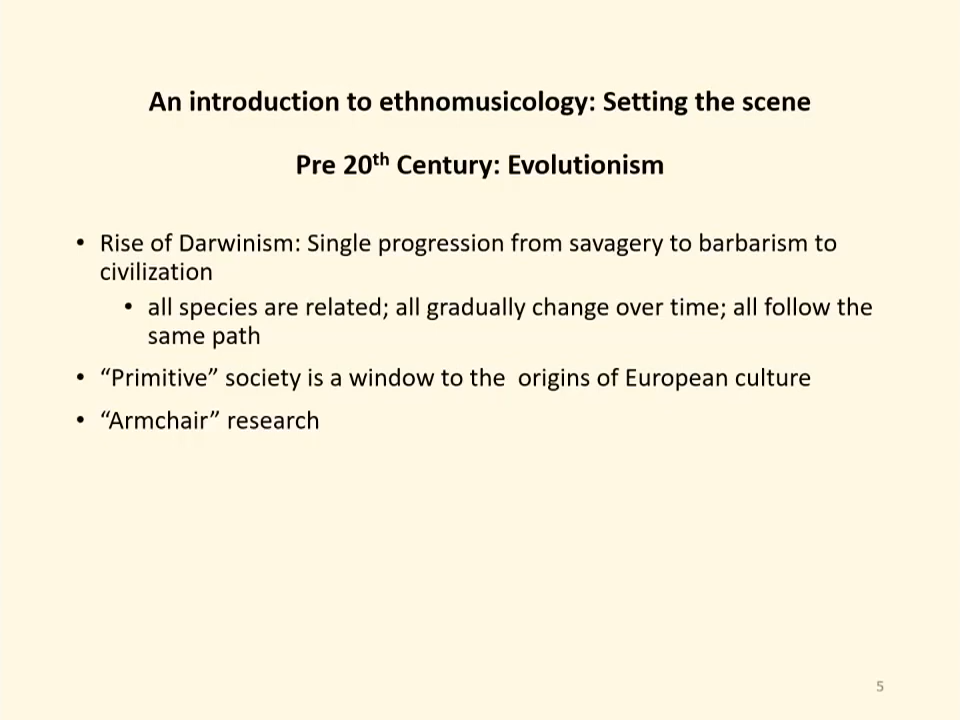 An introduction to ethnomusicology: Setting the scene
Pre 20th Century: Evolutionism
• Rise of Darwinism: Single progression from savagery to barbarism to
civilization
• all species are related; all gradually change over time; all follow the
same path
• “Primitive” society is a window to the  origins of European culture
• “Armchair” research
5